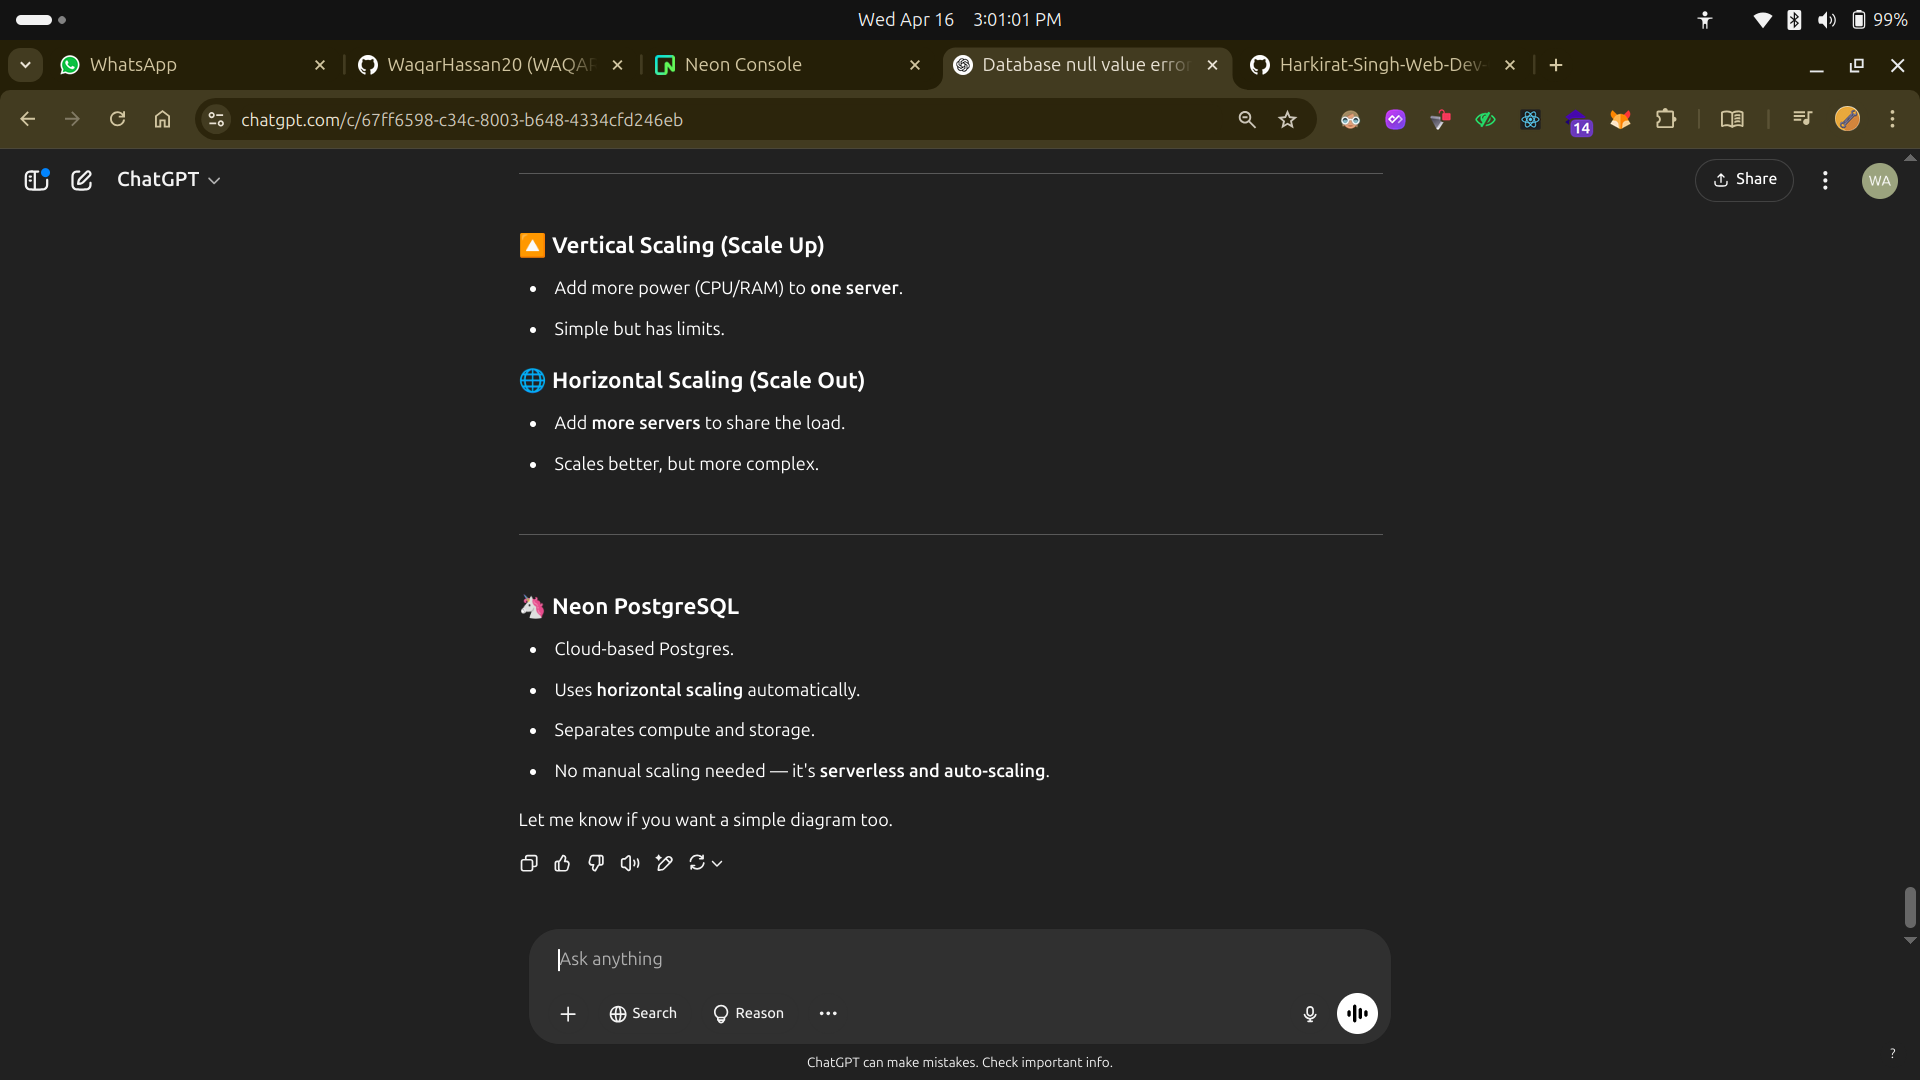 Wed Apr 16 3:01:01 PM
99%
WhatsApp
WaqarHassan20 (WAQAR
Neon Console
Database null value error
Harkirat-Singh-Web-Dev-
chatgpt.com/c/67ff6598-c34c-8003-b648-4334cfd246eb
14
ChatGPT
Share
WA
Vertical Scaling (Scale Up)
• Add more power (CPU/RAM) to one server.
• Simple but has limits.
Horizontal Scaling (Scale Out)
• Add more servers to share the load.
• Scales better, but more complex.
Neon PostgreSQL
• Cloud-based Postgres.
• Uses horizontal scaling automatically.
• Separates compute and storage.
• No manual scaling needed — it's serverless and auto-scaling.
Let me know if you want a simple diagram too.
Ask anything
Search
Reason
ChatGPT can make mistakes. Check important info.
?